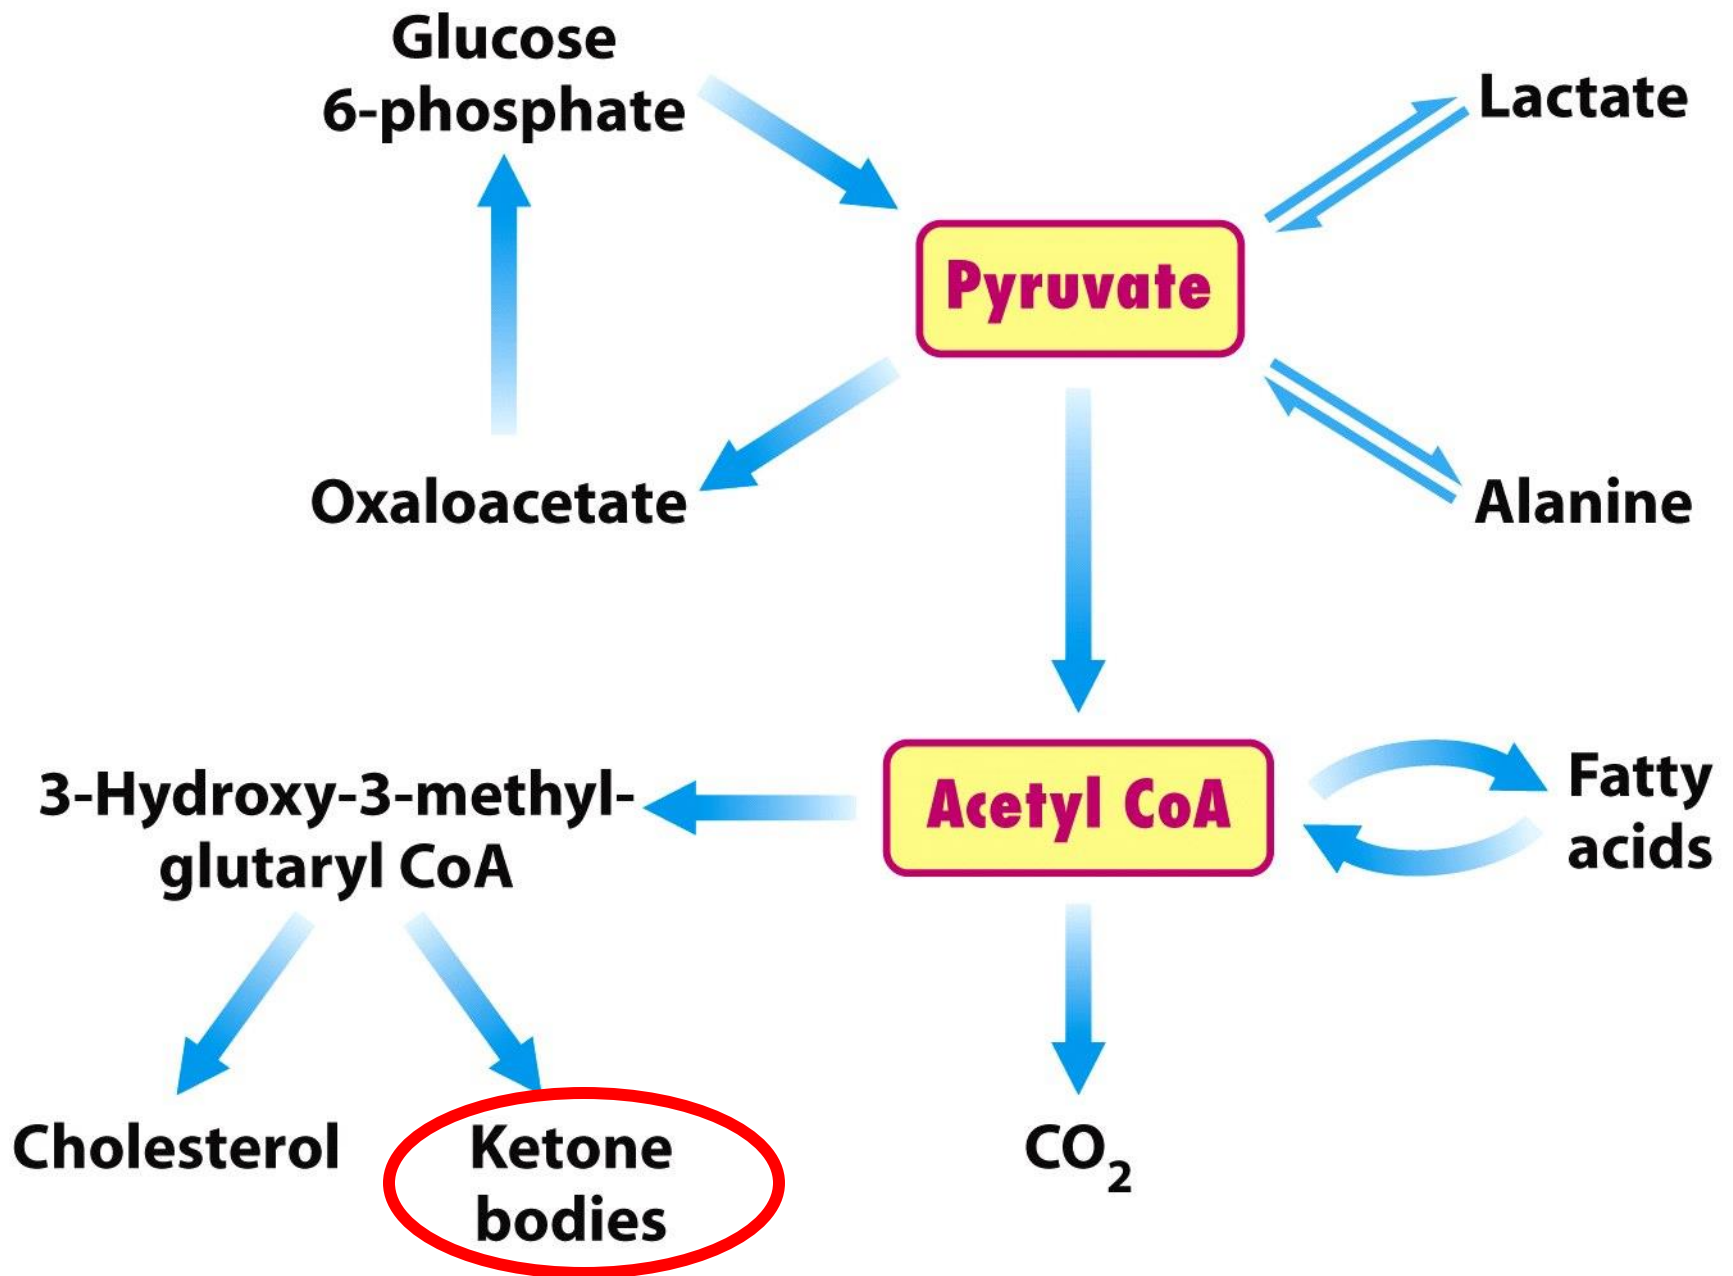 Glucose
6-phosphate
Lactate
Pyruvate
Oxaloacetate
Alanine
3-Hydroxy-3-methyl-
glutaryl CoA
Acetyl CoA
Fatty
acids
Cholesterol
Ketone
bodies
CO₂